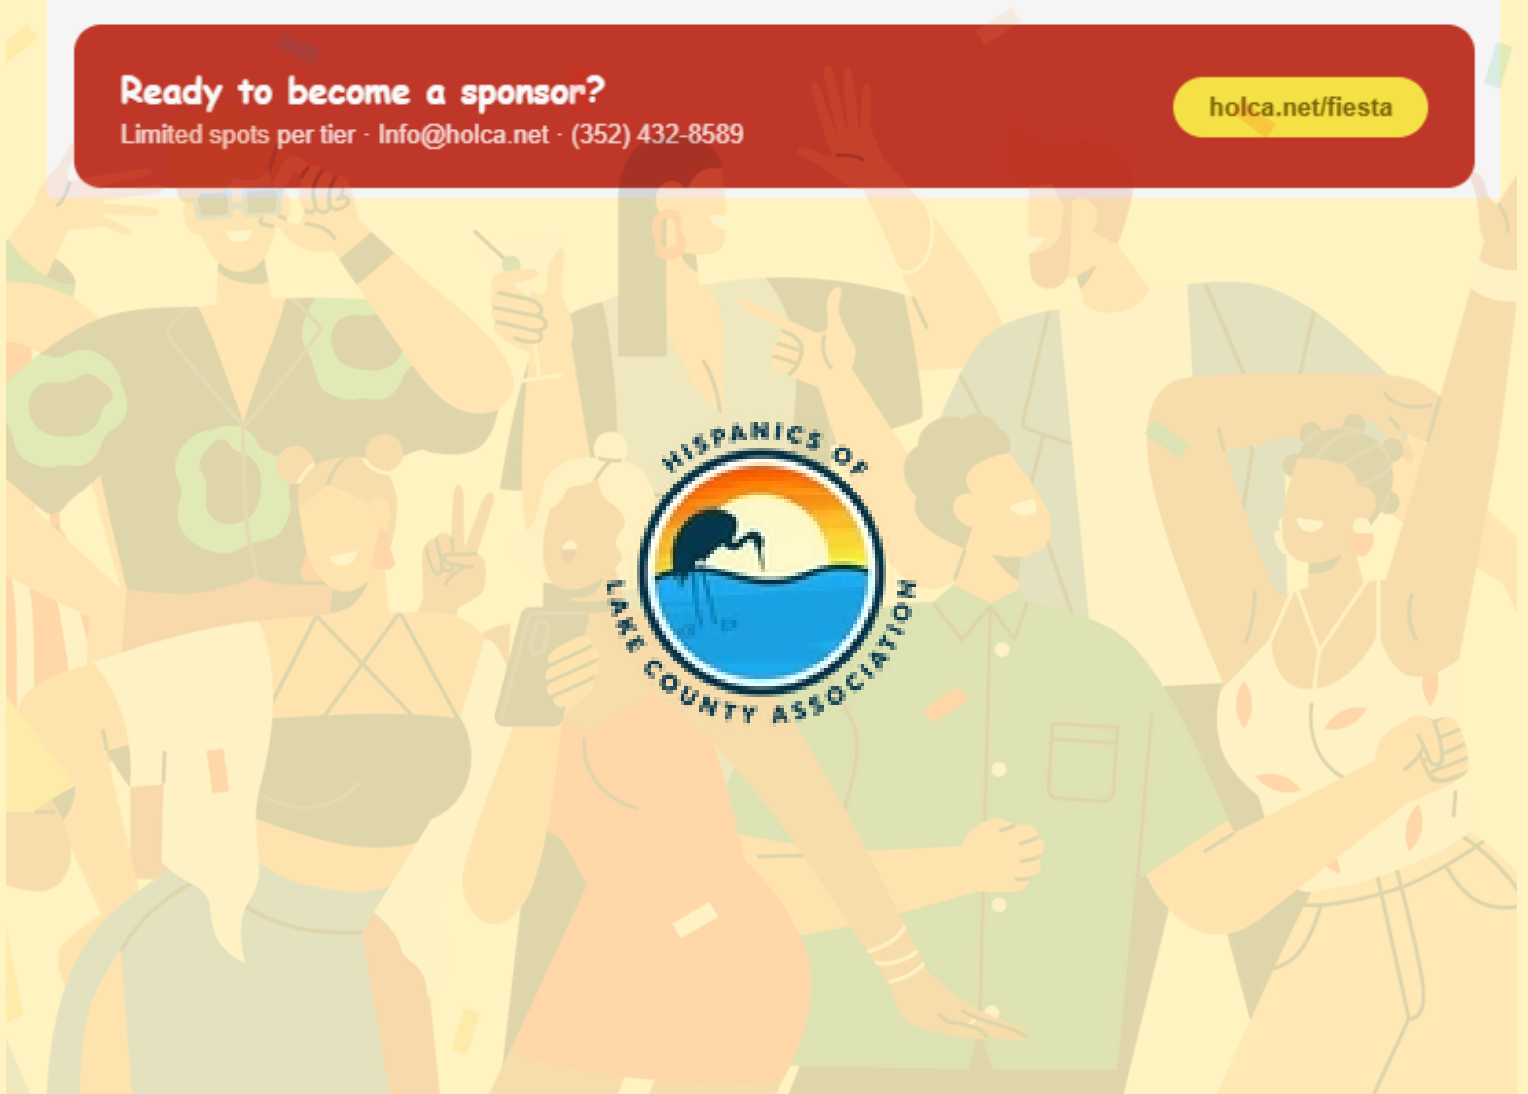 Ready to become a sponsor?
Limited spots per tier · Info@holca.net · (352) 432-8589
holca.net/fiesta
HISPANICS OF
LAKE COUNTY ASSOCIATION